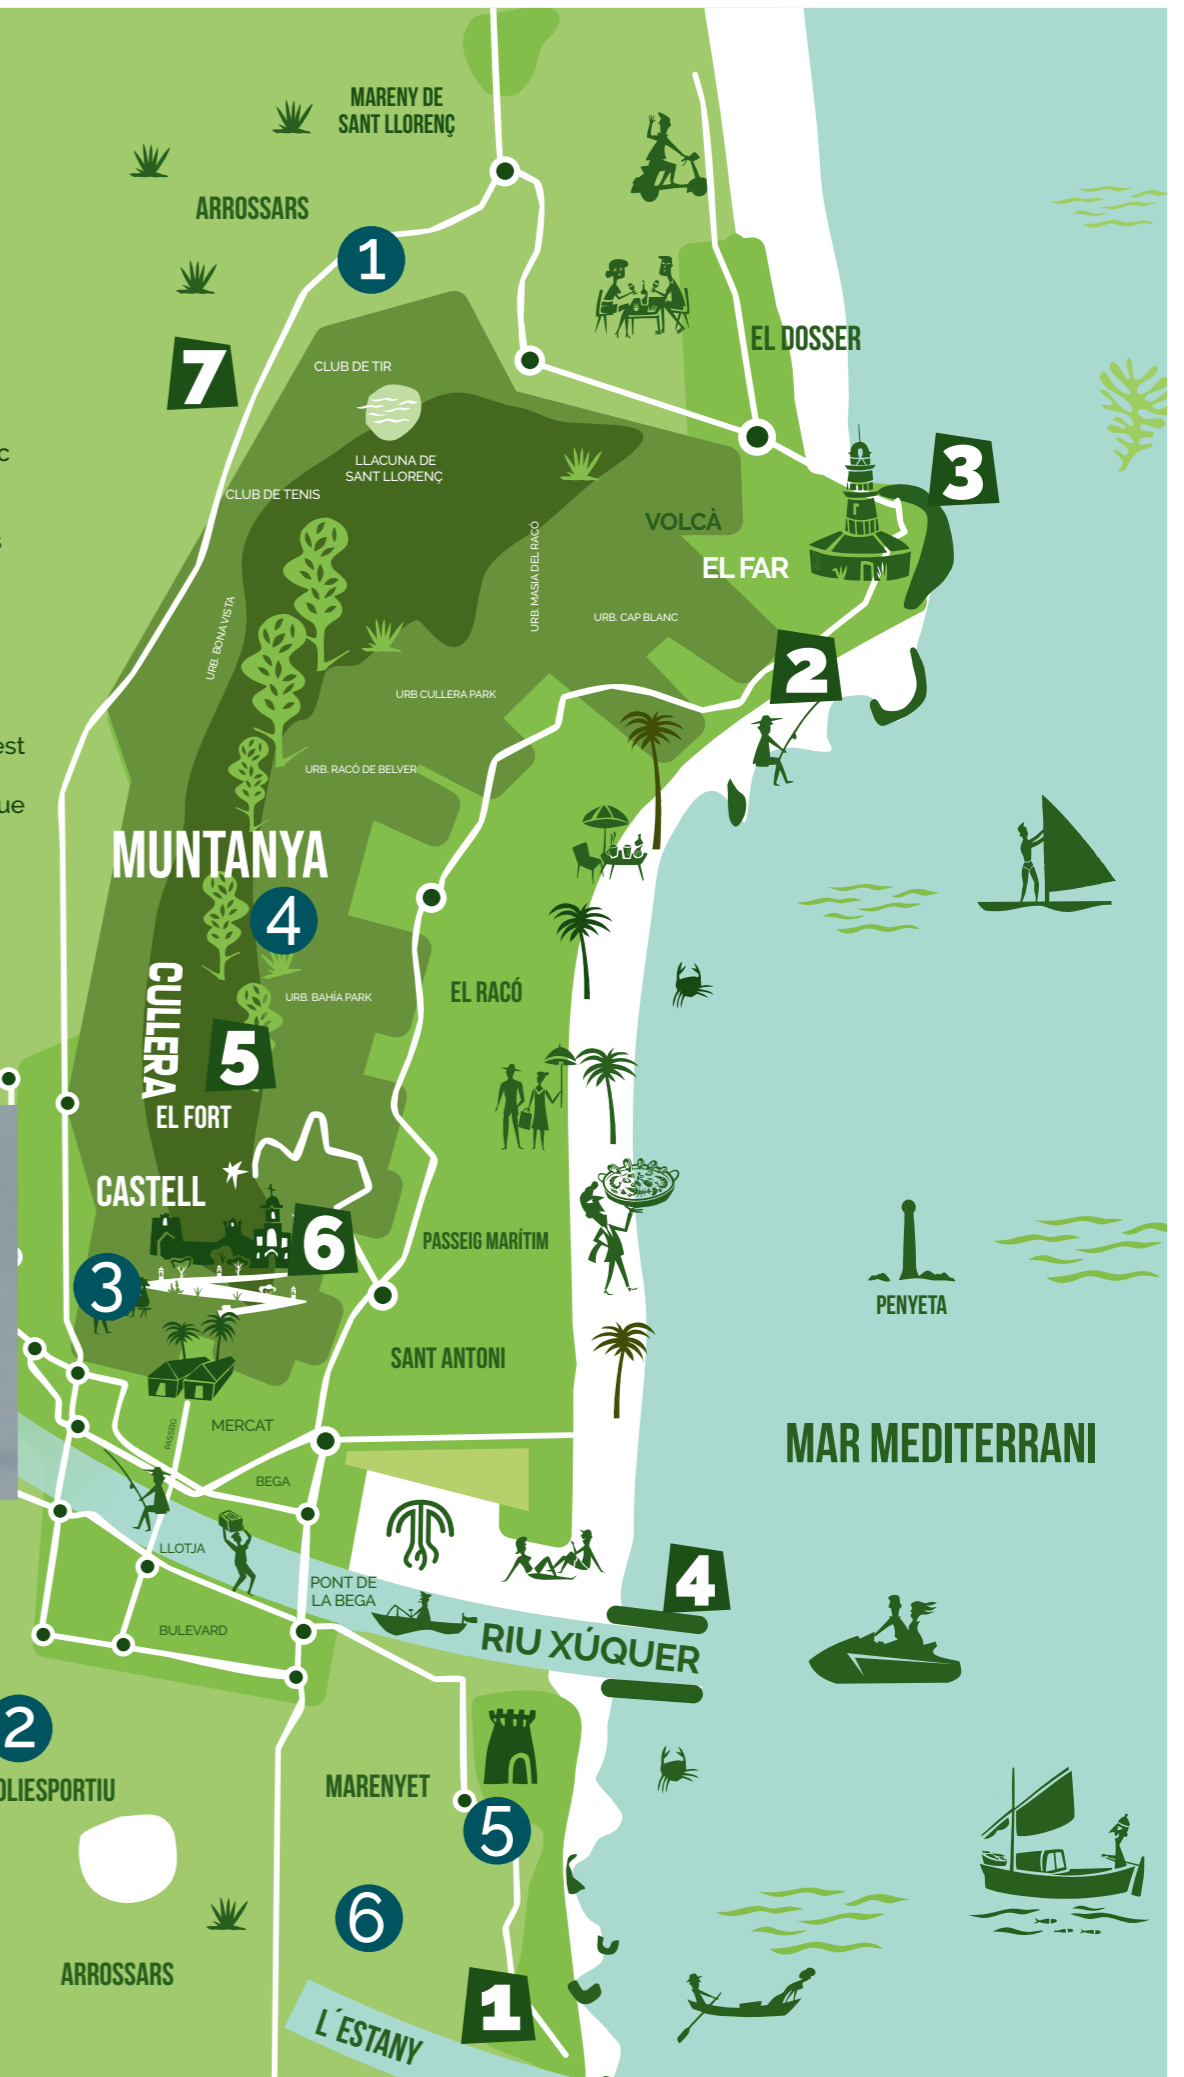 MARENY DE
SANT LLORENÇ
ARROSSARS
1
EL DOSSER
7
CLUB DE TIR
c
LLACUNA DE
SANT LLORENÇ
3
CLUB DE TENIS
VOLCÀ
EL FAR
URB. MASIA DEL RACÓ
URB. CAP BLANC
URB. BONAVISTA
2
URB CULLERA PARK
est
URB. RACÓ DE BELVER
ue
MUNTANYA
4
CULLERA
EL RACÓ
URB. BAHÍA PARK
5
EL FORT
CASTELL
6
PASSEIG MARÍTIM
3
PENYETA
SANT ANTONI
PASSEIG
MERCAT
MAR MEDITERRANI
BEGA
LLOTJA
PONT DE
LA BEGA
4
BULEVARD
RIU XÚQUER
2
OLIESPORTIU
MARENYET
5
6
ARROSSARS
1
L´ESTANY